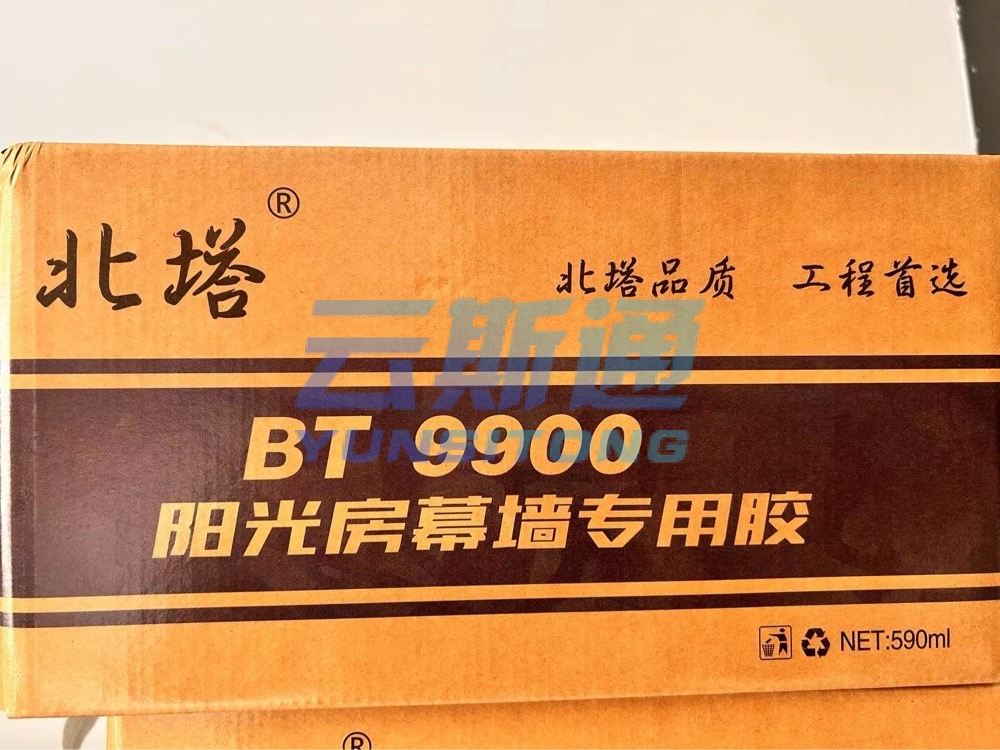 北塔®
北塔品质 工程首选
云斯通
YUNSITONG
BT 9900
阳光房幕墙专用胶
NET:590ml
®